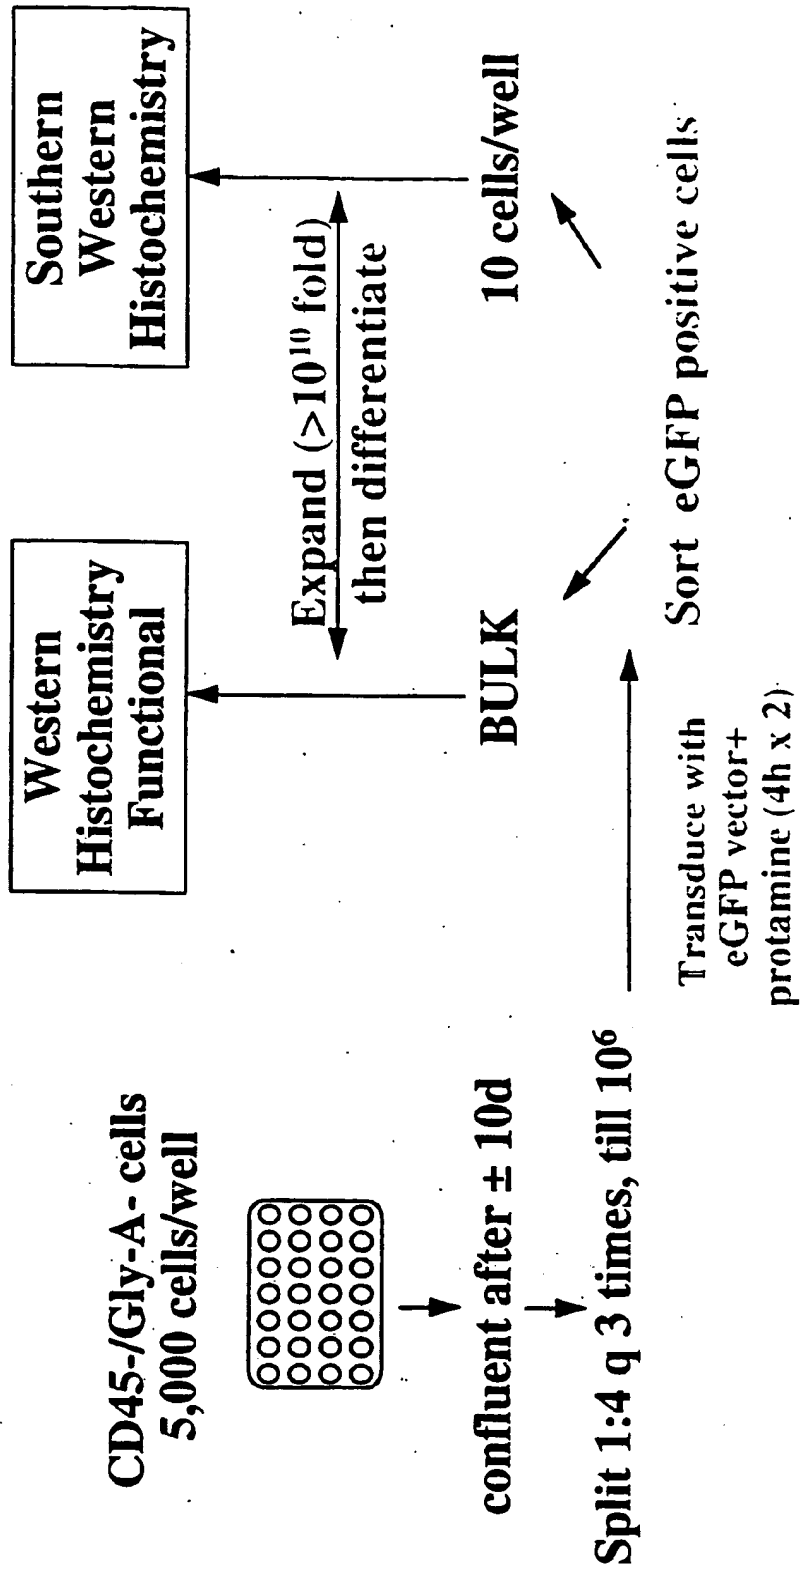 CD45-/Gly-A- cells
5,000 cells/well
confluent after ± 10d
Split 1:4 q 3 times, till 10⁶
Transduce with
eGFP vector+
protamine (4h x 2)
Sort eGFP positive cells
BULK
10 cells/well
Expand (>10¹⁰ fold)
then differentiate
Western
Histochemistry
Functional
Southern
Western
Histochemistry